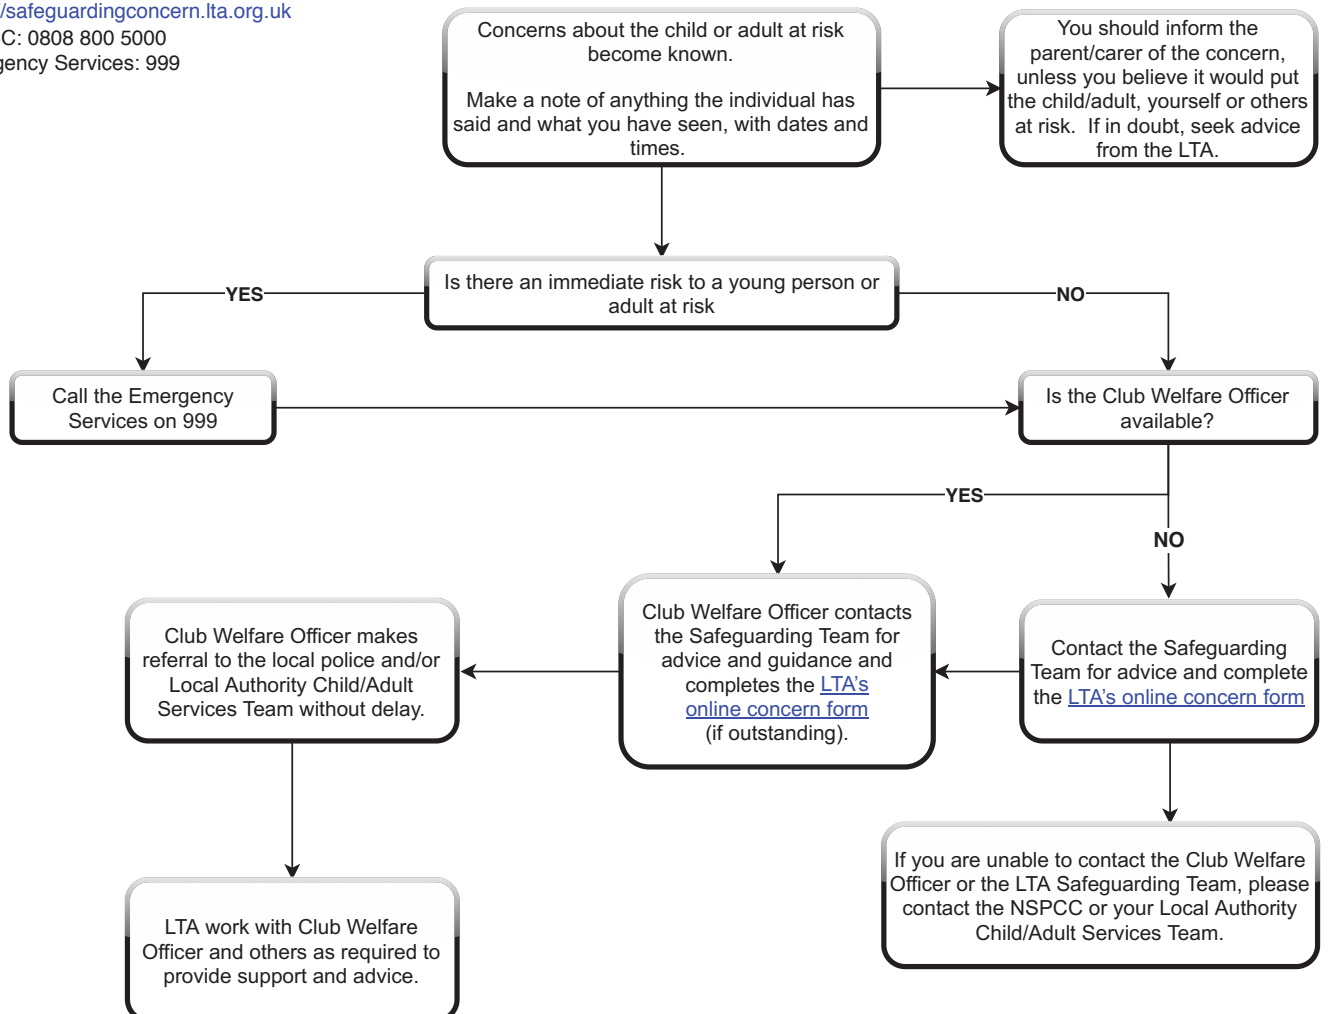 /safeguardingconcern.lta.org.uk
C: 0808 800 5000
gency Services: 999
Concerns about the child or adult at risk
become known.
Make a note of anything the individual has
said and what you have seen, with dates and
times.
You should inform the
parent/carer of the concern,
unless you believe it would put
the child/adult, yourself or others
at risk. If in doubt, seek advice
from the LTA.
Is there an immediate risk to a young person or
adult at risk
YES
NO
Call the Emergency
Services on 999
Is the Club Welfare Officer
available?
YES
NO
Club Welfare Officer makes
referral to the local police and/or
Local Authority Child/Adult
Services Team without delay.
Club Welfare Officer contacts
the Safeguarding Team for
advice and guidance and
completes the LTA's
online concern form
(if outstanding).
Contact the Safeguarding
Team for advice and complete
the LTA's online concern form
If you are unable to contact the Club Welfare
Officer or the LTA Safeguarding Team, please
contact the NSPCC or your Local Authority
Child/Adult Services Team.
LTA work with Club Welfare
Officer and others as required to
provide support and advice.